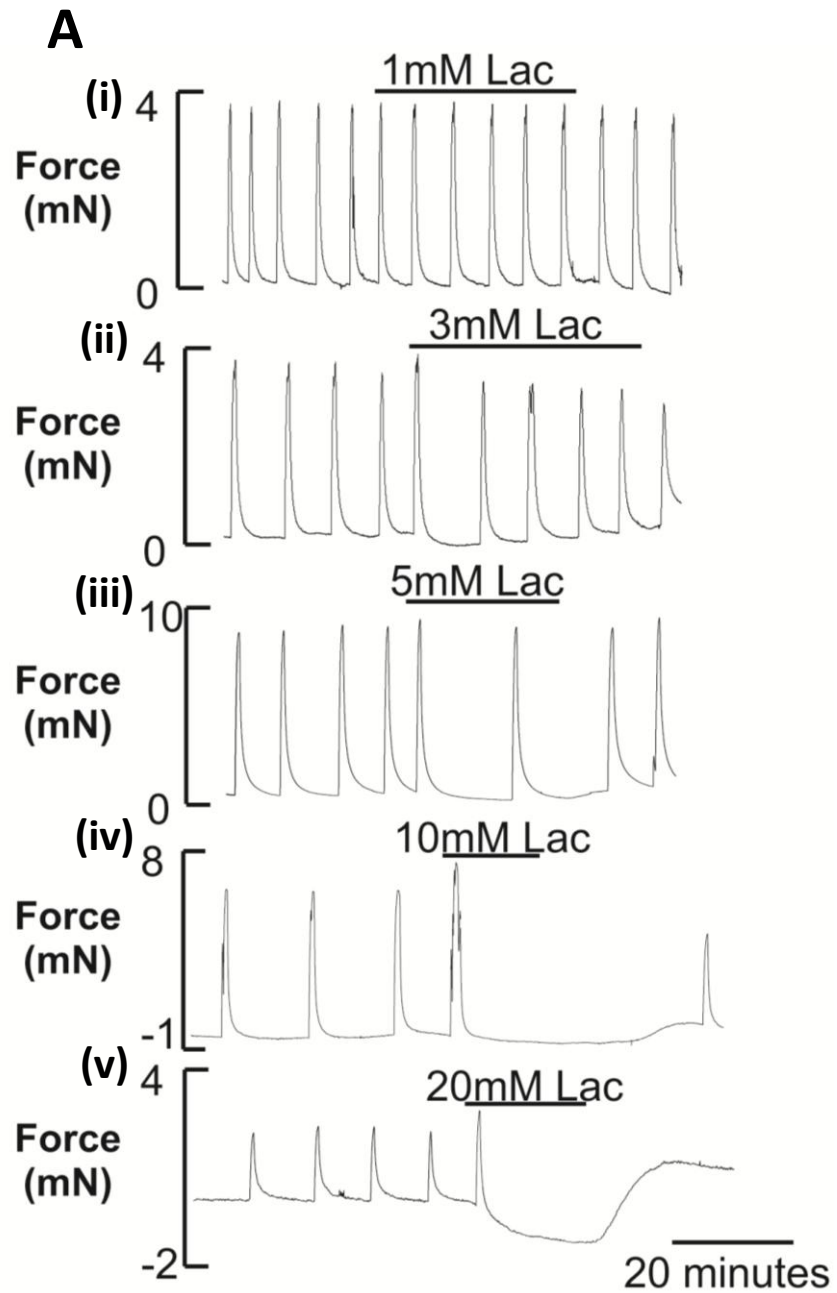 A
1mM Lac
(i)
4
Force
(mN)
0
3mM Lac
(ii)
4
Force
(mN)
0
5mM Lac
(iii)
10
Force
(mN)
0
10mM Lac
(iv)
8
Force
(mN)
-1
(v)
4
20mM Lac
Force
(mN)
-2
20 minutes